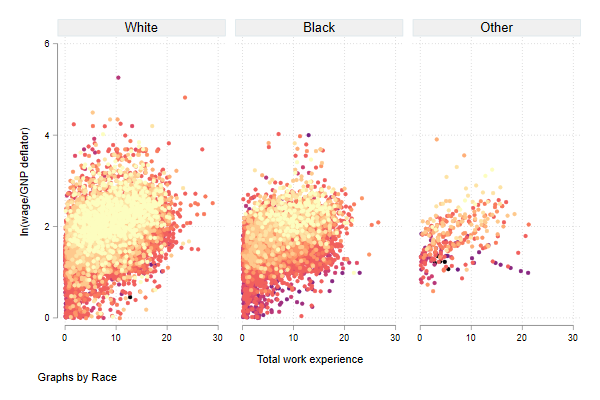 White Black Other
6
4
2
0
ln(wage/GNP deflator)
0 10 20 30 0 10 20 30 0 10 20 30
Total work experience
Graphs by Race